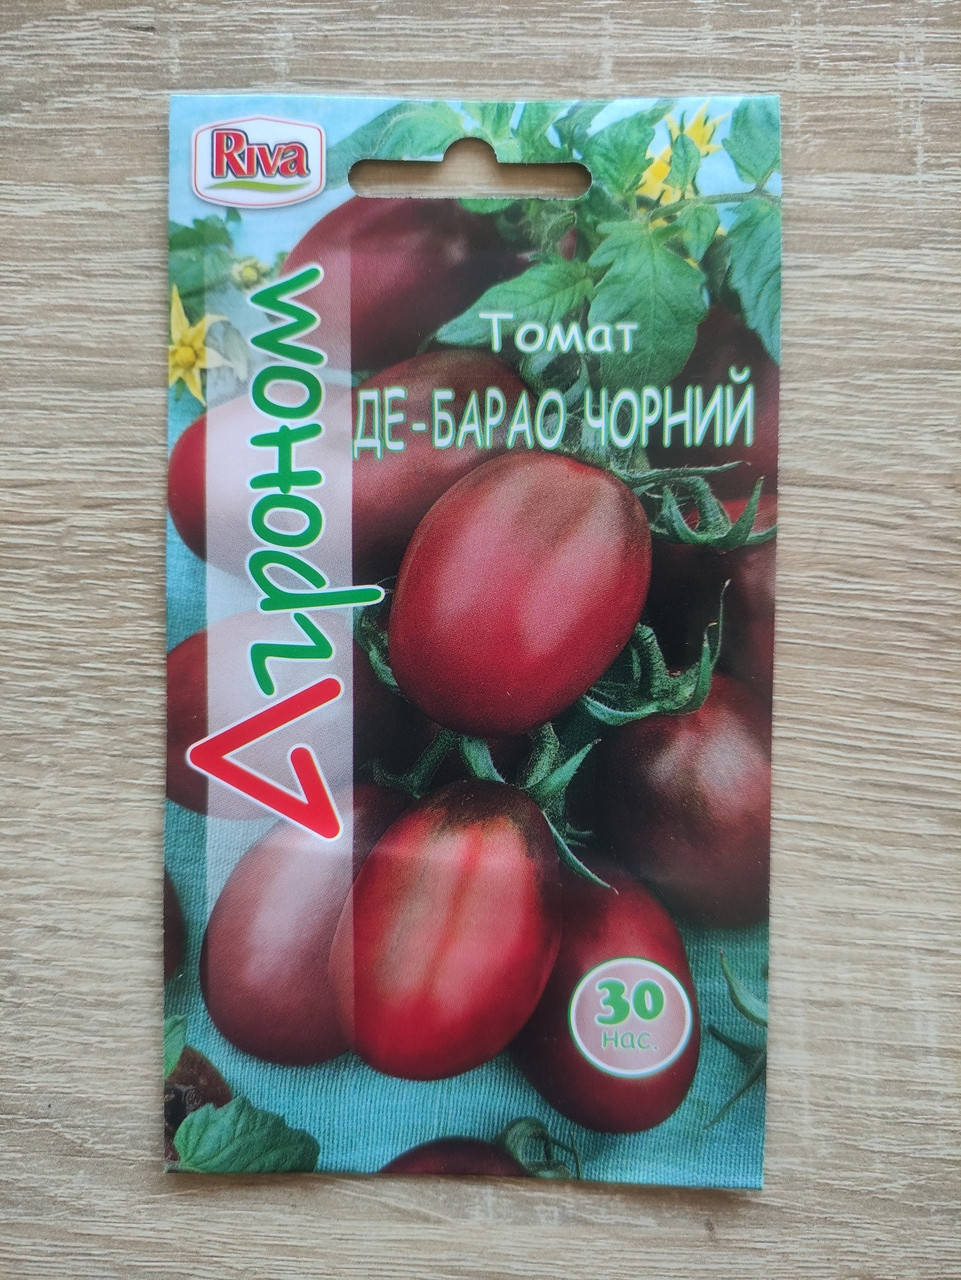 Riva
Агроном
Томат
ДЕ-БАРАО ЧОРНИЙ
30
нас.